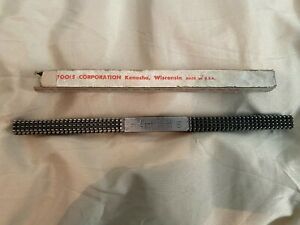 TOOLS CORPORATION Kenosha, Wisconsin MADE IN U.S.A.